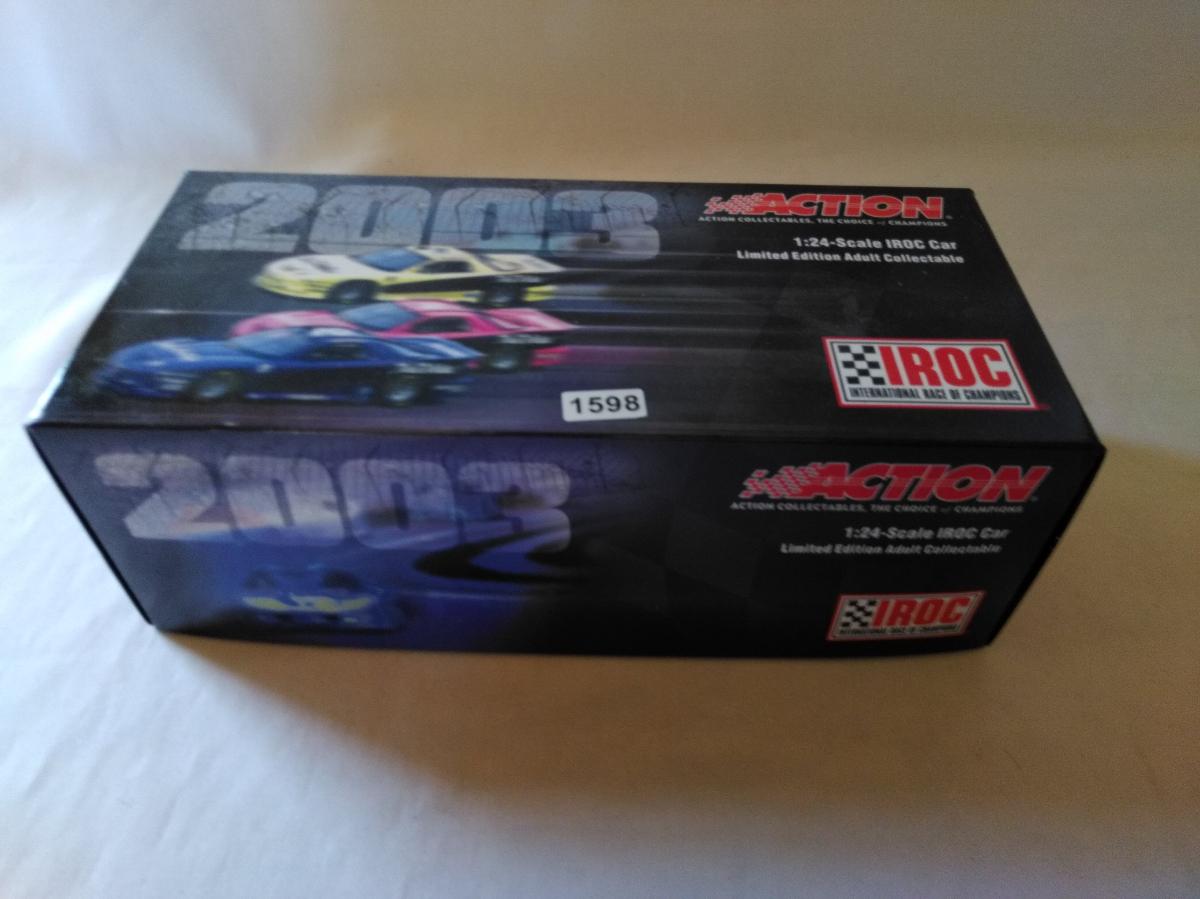 2003
ACTION
ACTION COLLECTABLES, THE CHOICE of CHAMPIONS
1:24-Scale IROC Car
Limited Edition Adult Collectable
IROC
INTERNATIONAL RACE OF CHAMPIONS
1598
2003
ACTION
ACTION COLLECTABLES, THE CHOICE of CHAMPIONS
1:24-Scale IROC Car
Limited Edition Adult Collectable
IROC
INTERNATIONAL RACE OF CHAMPIONS